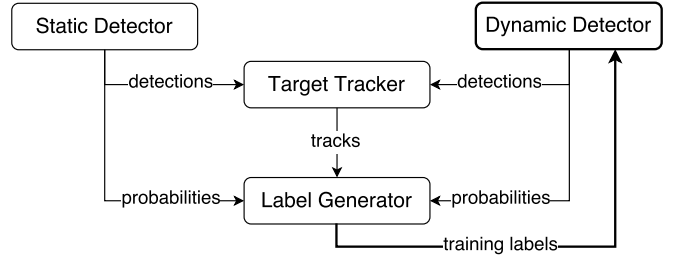 Static Detector
Dynamic Detector
detections
Target Tracker
detections
tracks
probabilities
Label Generator
probabilities
training labels